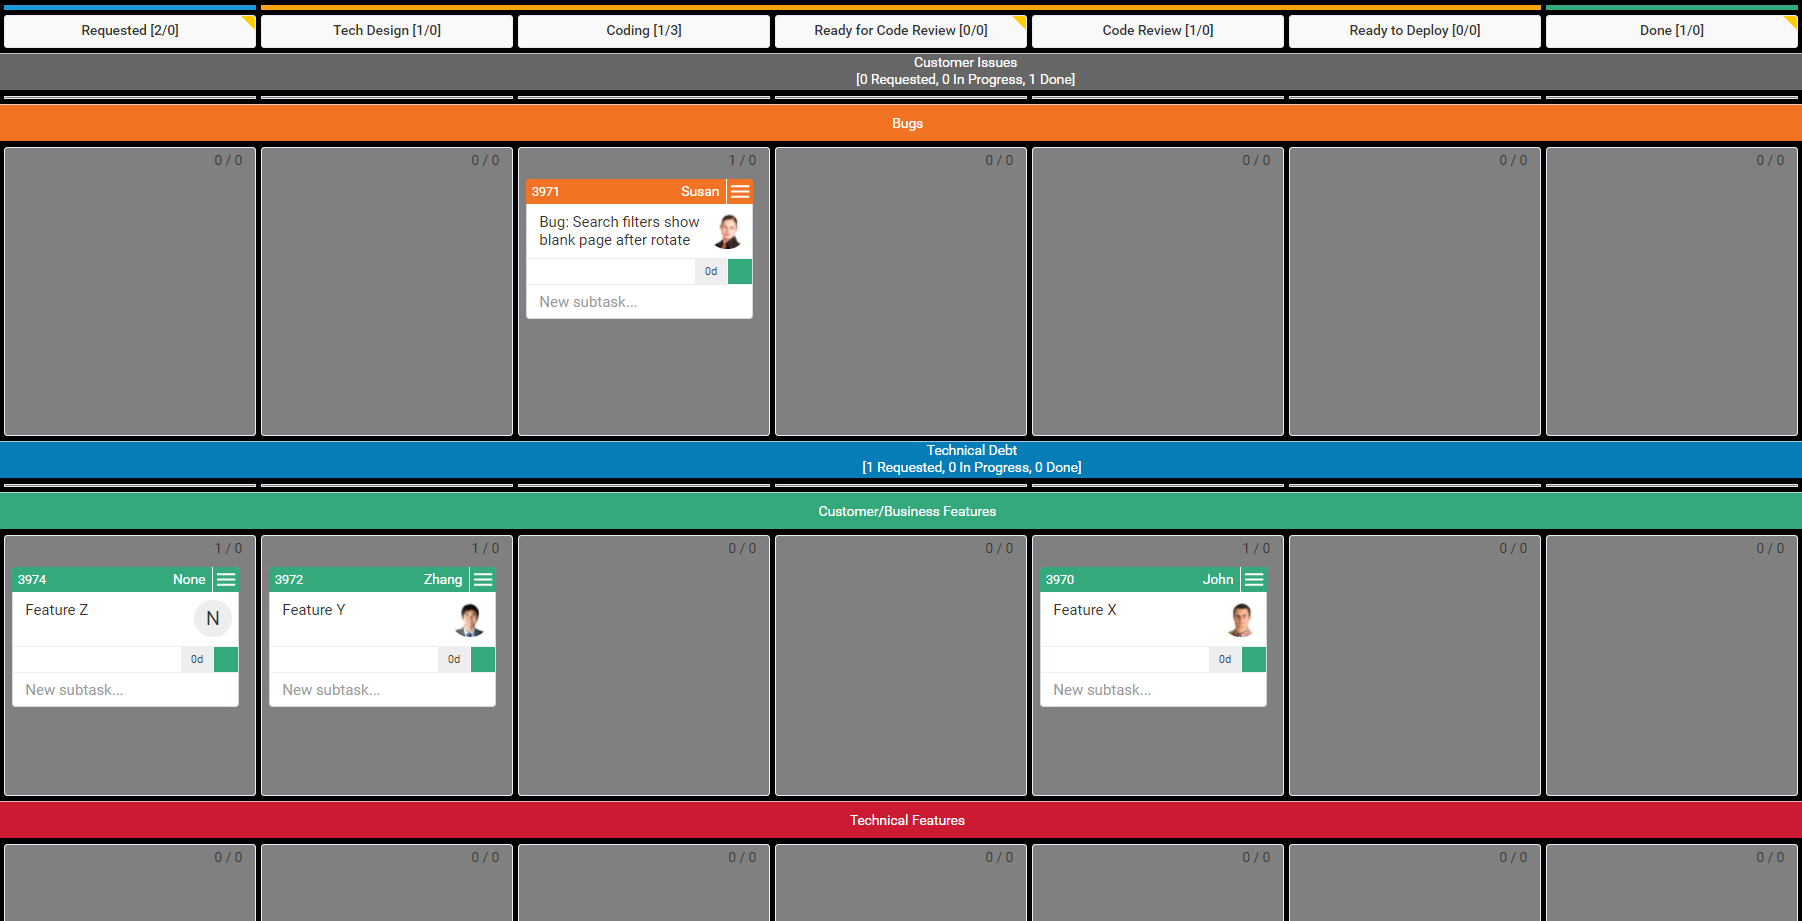 Requested [2/0]
Tech Design [1/0]
Coding [1/3]
Ready for Code Review [0/0]
Code Review [1/0]
Ready to Deploy [0/0]
Done [1/0]
Customer Issues
[0 Requested, 0 In Progress, 1 Done]
Bugs
0 / 0
0 / 0
1 / 0
0 / 0
0 / 0
0 / 0
0 / 0
3971
Susan
Bug: Search filters show
blank page after rotate
0d
New subtask...
Technical Debt
[1 Requested, 0 In Progress, 0 Done]
Customer/Business Features
1 / 0
1 / 0
0 / 0
0 / 0
1 / 0
0 / 0
0 / 0
3974
None
Feature Z
N
0d
New subtask...
3972
Zhang
Feature Y
0d
New subtask...
3970
John
Feature X
0d
New subtask...
Technical Features
0 / 0
0 / 0
0 / 0
0 / 0
0 / 0
0 / 0
0 / 0